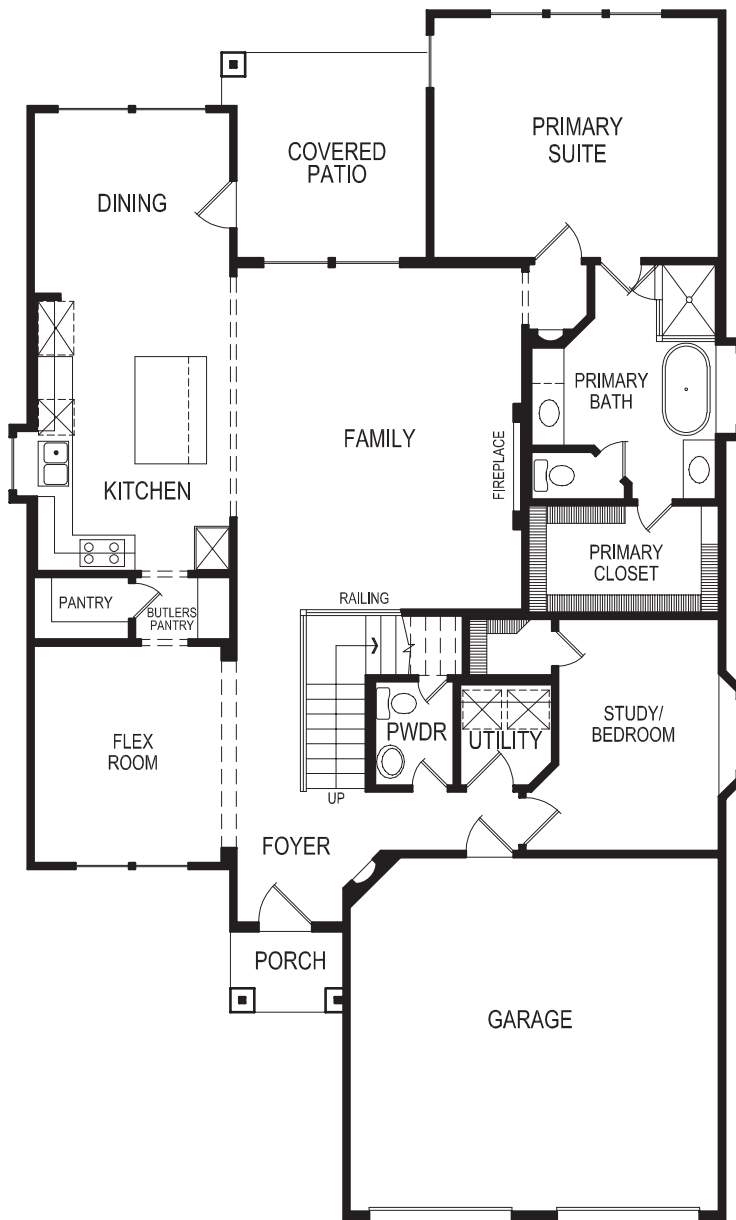 PRIMARY
SUITE
COVERED
PATIO
DINING
PRIMARY
BATH
FAMILY
FIREPLACE
KITCHEN
PRIMARY
CLOSET
PANTRY
BUTLERS
PANTRY
RAILING
FLEX
ROOM
PWDR
UTILITY
STUDY/
BEDROOM
UP
FOYER
PORCH
GARAGE